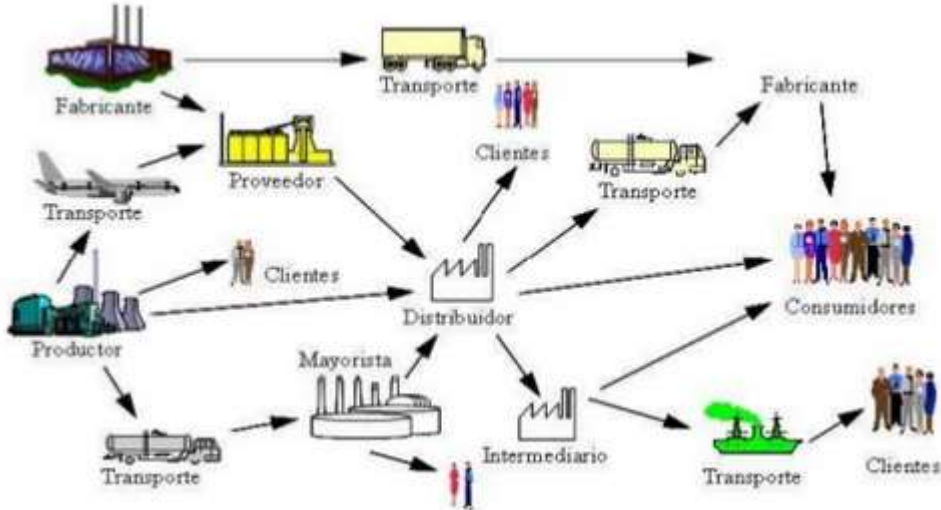 Fabricante
Transporte
Clientes
Fabricante
Proveedor
Transporte
Transporte
Clientes
Productor
Distribuidor
Consumidores
Mayorista
Transporte
Intermediario
Transporte
Clientes